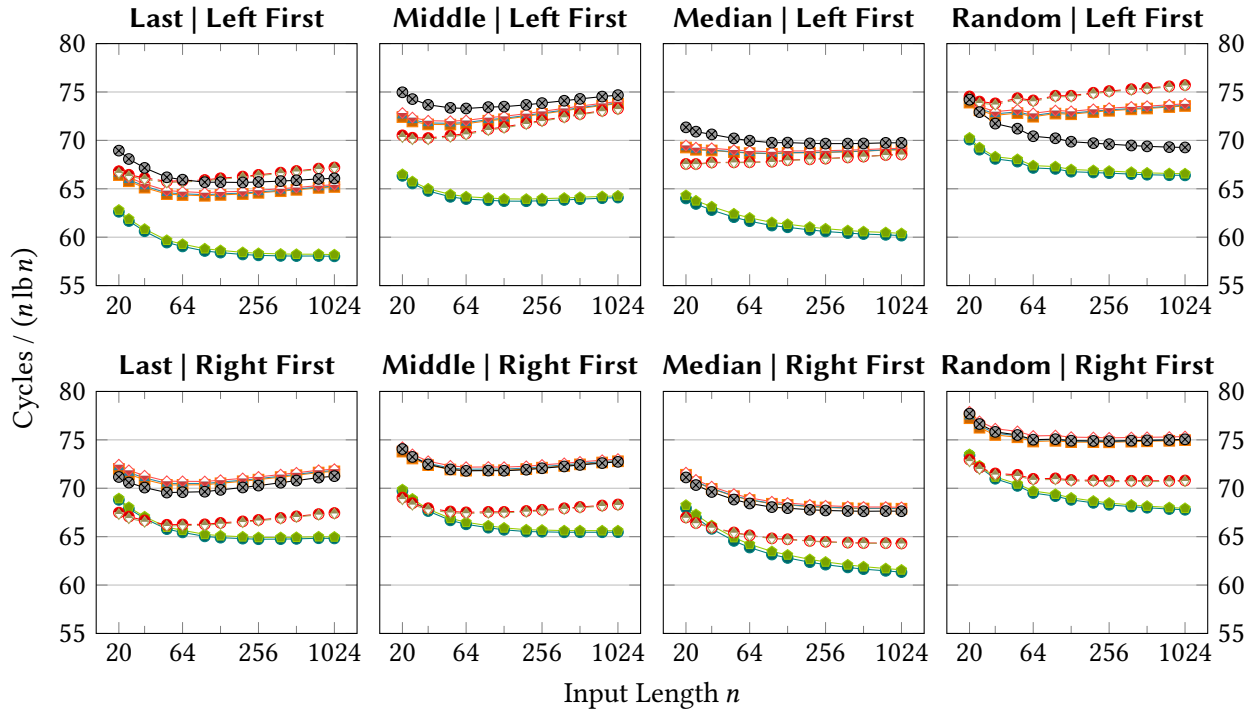 Last | Left First
Middle | Left First
Median | Left First
Random | Left First
80
75
70
65
60
55
80
75
70
65
60
55
20 64 256 1024
20 64 256 1024
20 64 256 1024
20 64 256 1024
Cycles / (n lb n)
Last | Right First
Middle | Right First
Median | Right First
Random | Right First
80
75
70
65
60
55
80
75
70
65
60
55
20 64 256 1024
20 64 256 1024
20 64 256 1024
20 64 256 1024
Input Length n